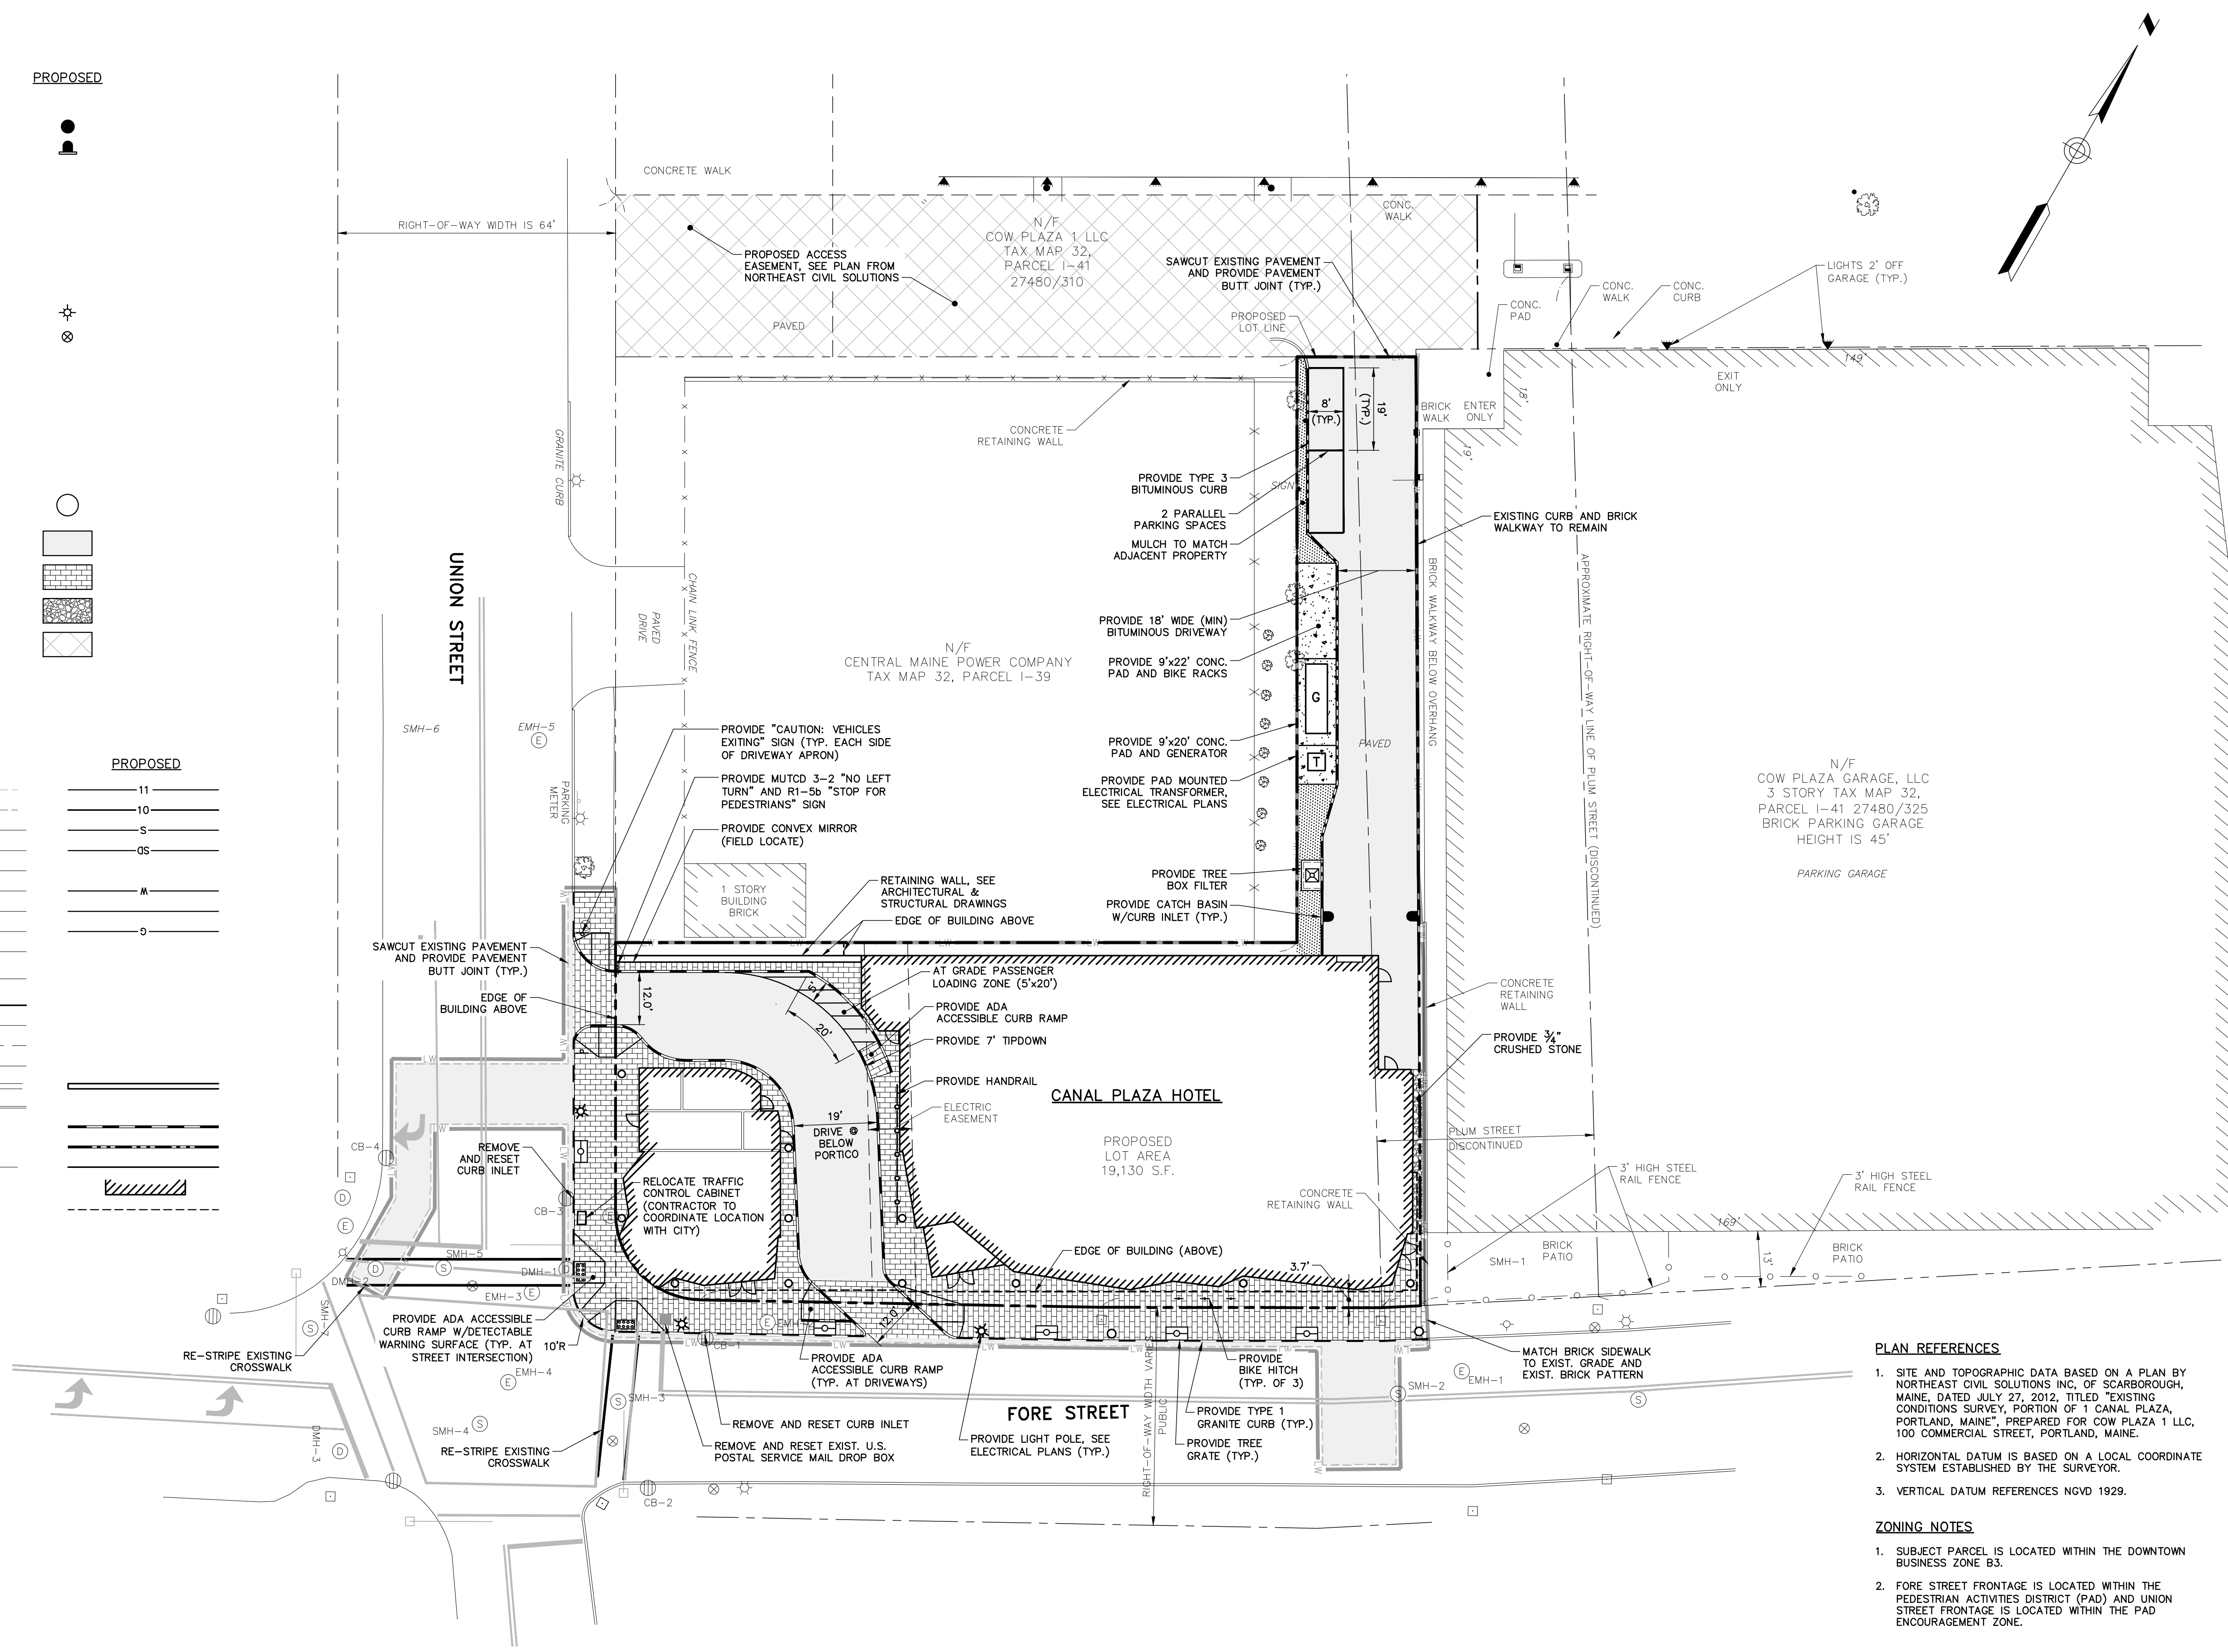 PROPOSED
CONCRETE WALK
RIGHT-OF-WAY WIDTH IS 64'
PROPOSED ACCESS
EASEMENT, SEE PLAN FROM
NORTHEAST CIVIL SOLUTIONS
PAVED
N/F
COW PLAZA 1 LLC
TAX MAP 32,
PARCEL I-41
27480/310
CONC.
WALK
SAWCUT EXISTING PAVEMENT
AND PROVIDE PAVEMENT
BUTT JOINT (TYP.)
PROPOSED
LOT LINE
CONC.
PAD
CONC.
WALK
CONC.
CURB
LIGHTS 2' OFF
GARAGE (TYP.)
N
149'
EXIT
ONLY
18'
19'
BRICK
WALK
ENTER
ONLY
8'
(TYP.)
19'
(TYP.)
CONCRETE
RETAINING WALL
GRANITE CURB
PROVIDE TYPE 3
BITUMINOUS CURB
SIGN
2 PARALLEL
PARKING SPACES
MULCH TO MATCH
ADJACENT PROPERTY
EXISTING CURB AND BRICK
WALKWAY TO REMAIN
BRICK WALKWAY BELOW OVERHANG
APPROXIMATE RIGHT-OF-WAY LINE OF PLUM STREET (DISCONTINUED)
UNION STREET
PAVED
DRIVE
CHAIN LINK FENCE
N/F
CENTRAL MAINE POWER COMPANY
TAX MAP 32, PARCEL I-39
PROVIDE 18' WIDE (MIN)
BITUMINOUS DRIVEWAY
PROVIDE 9'x22' CONC.
PAD AND BIKE RACKS
G
PROVIDE 9'x20' CONC.
PAD AND GENERATOR
T
PAVED
PROVIDE PAD MOUNTED
ELECTRICAL TRANSFORMER,
SEE ELECTRICAL PLANS
N/F
COW PLAZA GARAGE, LLC
3 STORY TAX MAP 32,
PARCEL I-41 27480/325
BRICK PARKING GARAGE
HEIGHT IS 45'
PARKING GARAGE
SMH-6
EMH-5
E
PARKING
METER
PROVIDE "CAUTION: VEHICLES
EXITING" SIGN (TYP. EACH SIDE
OF DRIVEWAY APRON)
PROVIDE MUTCD 3-2 "NO LEFT
TURN" AND R1-5b "STOP FOR
PEDESTRIANS" SIGN
PROVIDE CONVEX MIRROR
(FIELD LOCATE)
PROPOSED
11
10
S
SD
W
G
1 STORY
BUILDING
BRICK
RETAINING WALL, SEE
ARCHITECTURAL &
STRUCTURAL DRAWINGS
EDGE OF BUILDING ABOVE
PROVIDE TREE
BOX FILTER
PROVIDE CATCH BASIN
W/CURB INLET (TYP.)
SAWCUT EXISTING PAVEMENT
AND PROVIDE PAVEMENT
BUTT JOINT (TYP.)
EDGE OF
BUILDING ABOVE
12.0'
5'
20'
AT GRADE PASSENGER
LOADING ZONE (5'x20')
PROVIDE ADA
ACCESSIBLE CURB RAMP
PROVIDE 7' TIPDOWN
PROVIDE HANDRAIL
ELECTRIC
EASEMENT
CANAL PLAZA HOTEL
PROPOSED
LOT AREA
19,130 S.F.
CONCRETE
RETAINING
WALL
PROVIDE ¾"
CRUSHED STONE
PLUM STREET
DISCONTINUED
19'
DRIVE @
BELOW
PORTICO
CB-4
REMOVE
AND RESET
CURB INLET
CB-3
RELOCATE TRAFFIC
CONTROL CABINET
(CONTRACTOR TO
COORDINATE LOCATION
WITH CITY)
CONCRETE
RETAINING WALL
3' HIGH STEEL
RAIL FENCE
3' HIGH STEEL
RAIL FENCE
169'
13'
BRICK
PATIO
BRICK
PATIO
SMH-1
EDGE OF BUILDING (ABOVE)
3.7'
SMH-5
DMH-1
DMH-2
EMH-3
SMH-7
PROVIDE ADA ACCESSIBLE
CURB RAMP W/DETECTABLE
WARNING SURFACE (TYP. AT
STREET INTERSECTION)
10'R
RE-STRIPE EXISTING
CROSSWALK
EMH-4
EMH-2
CB-1
12.0'
PROVIDE ADA
ACCESSIBLE CURB RAMP
(TYP. AT DRIVEWAYS)
PROVIDE
BIKE HITCH
(TYP. OF 3)
MATCH BRICK SIDEWALK
TO EXIST. GRADE AND
EXIST. BRICK PATTERN
SMH-3
SMH-2
EMH-1
DMH-3
SMH-4
RE-STRIPE EXISTING
CROSSWALK
REMOVE AND RESET CURB INLET
REMOVE AND RESET EXIST. U.S.
POSTAL SERVICE MAIL DROP BOX
FORE STREET
PROVIDE LIGHT POLE, SEE
ELECTRICAL PLANS (TYP.)
RIGHT-OF-WAY WIDTH VARIES
PUBLIC
PROVIDE TYPE 1
GRANITE CURB (TYP.)
PROVIDE TREE
GRATE (TYP.)
CB-2
PLAN REFERENCES
1. SITE AND TOPOGRAPHIC DATA BASED ON A PLAN BY
NORTHEAST CIVIL SOLUTIONS INC, OF SCARBOROUGH,
MAINE, DATED JULY 27, 2012, TITLED "EXISTING
CONDITIONS SURVEY, PORTION OF 1 CANAL PLAZA,
PORTLAND, MAINE", PREPARED FOR COW PLAZA 1 LLC,
100 COMMERCIAL STREET, PORTLAND, MAINE.
2. HORIZONTAL DATUM IS BASED ON A LOCAL COORDINATE
SYSTEM ESTABLISHED BY THE SURVEYOR.
3. VERTICAL DATUM REFERENCES NGVD 1929.
ZONING NOTES
1. SUBJECT PARCEL IS LOCATED WITHIN THE DOWNTOWN
BUSINESS ZONE B3.
2. FORE STREET FRONTAGE IS LOCATED WITHIN THE
PEDESTRIAN ACTIVITIES DISTRICT (PAD) AND UNION
STREET FRONTAGE IS LOCATED WITHIN THE PAD
ENCOURAGEMENT ZONE.